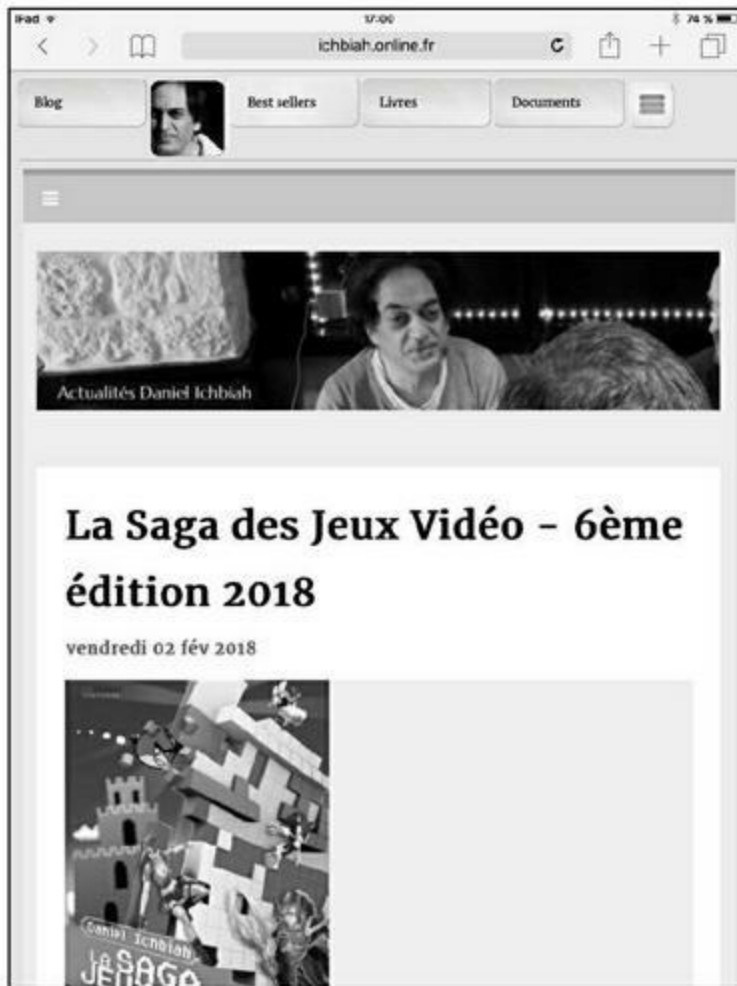 iPad
17:00
74 %
ichbiah.online.fr
Blog
Best sellers
Livres
Documents
Actualités Daniel Ichbiah
La Saga des Jeux Vidéo - 6ème
édition 2018
vendredi 02 fév 2018
Daniel Ichbiah
LA SAGA
JEUX